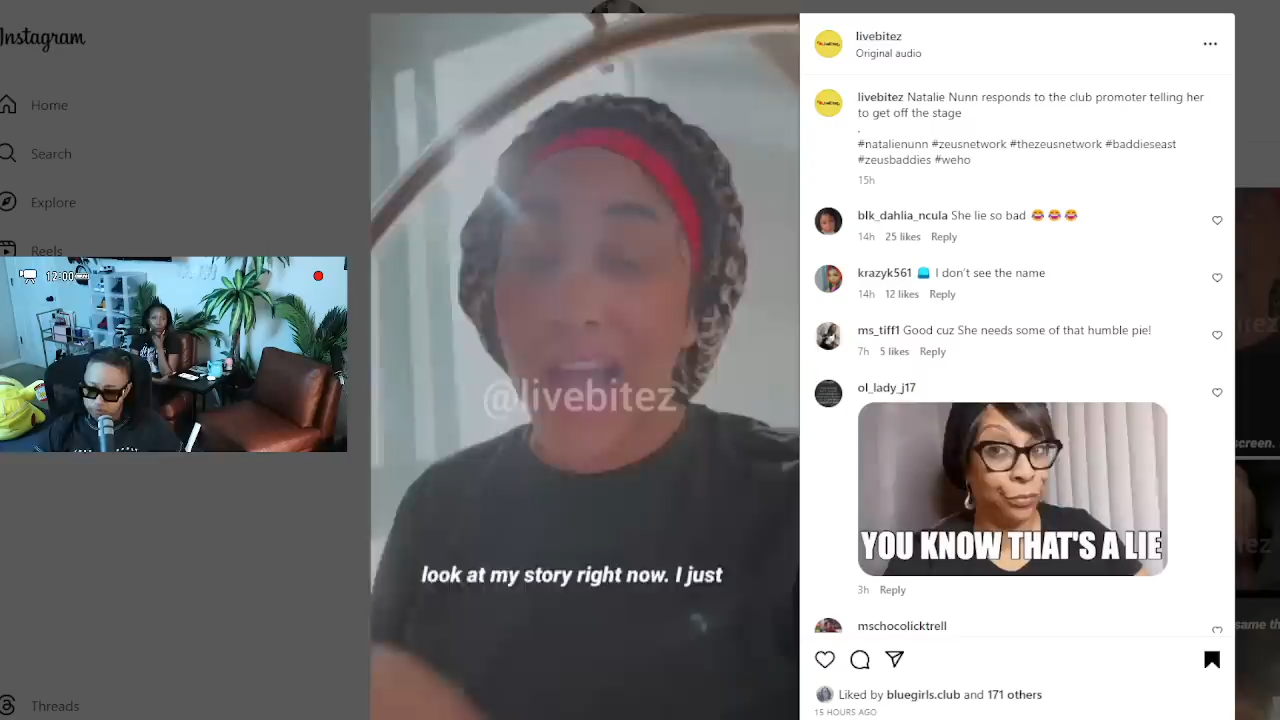 Instagram
Home
Search
Explore
Reels
Threads
12:00
@livebitez
look at my story right now. I just
livebitez
Original audio
livebitez Natalie Nunn responds to the club promoter telling her
to get off the stage
.
#natalienunn #zeusnetwork #thezeusnetwork #baddieseast
#zeusbaddies #weho
15h
blk_dahlia_ncula She lie so bad 😂 😂 😂
14h 25 likes Reply
krazyk561 I don't see the name
14h 12 likes Reply
ms_tiff1 Good cuz She needs some of that humble pie!
7h 5 likes Reply
ol_lady_j17
YOU KNOW THAT'S A LIE
3h Reply
mschocolicktrell
Liked by bluegirls.club and 171 others
15 HOURS AGO
screen.
same th